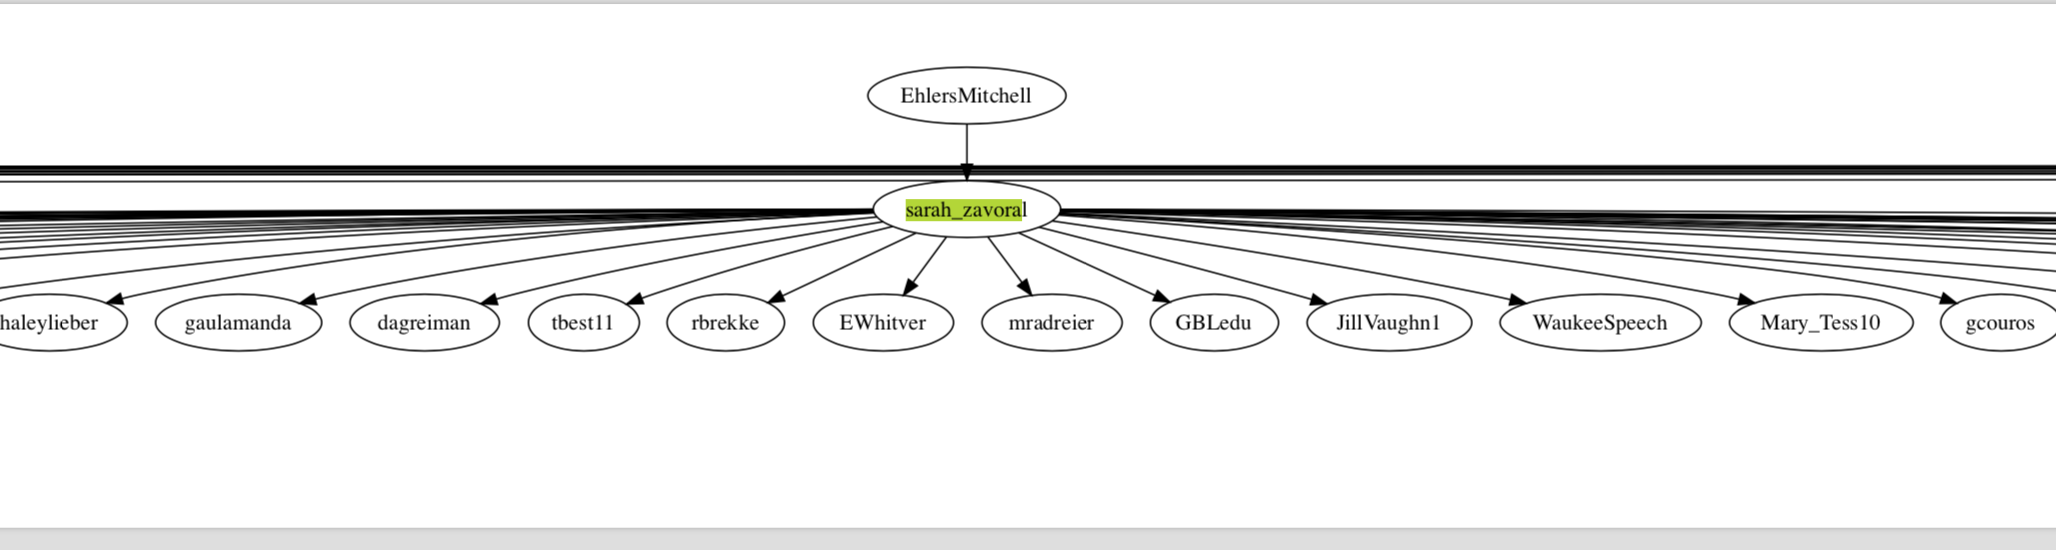 EhlersMitchell
sarah_zavoral
haleylieber gaulamanda dagreiman tbest11 rbrekke EWhitver mradreier GBLedu JillVaughn1 WaukeeSpeech Mary_Tess10 gcouros